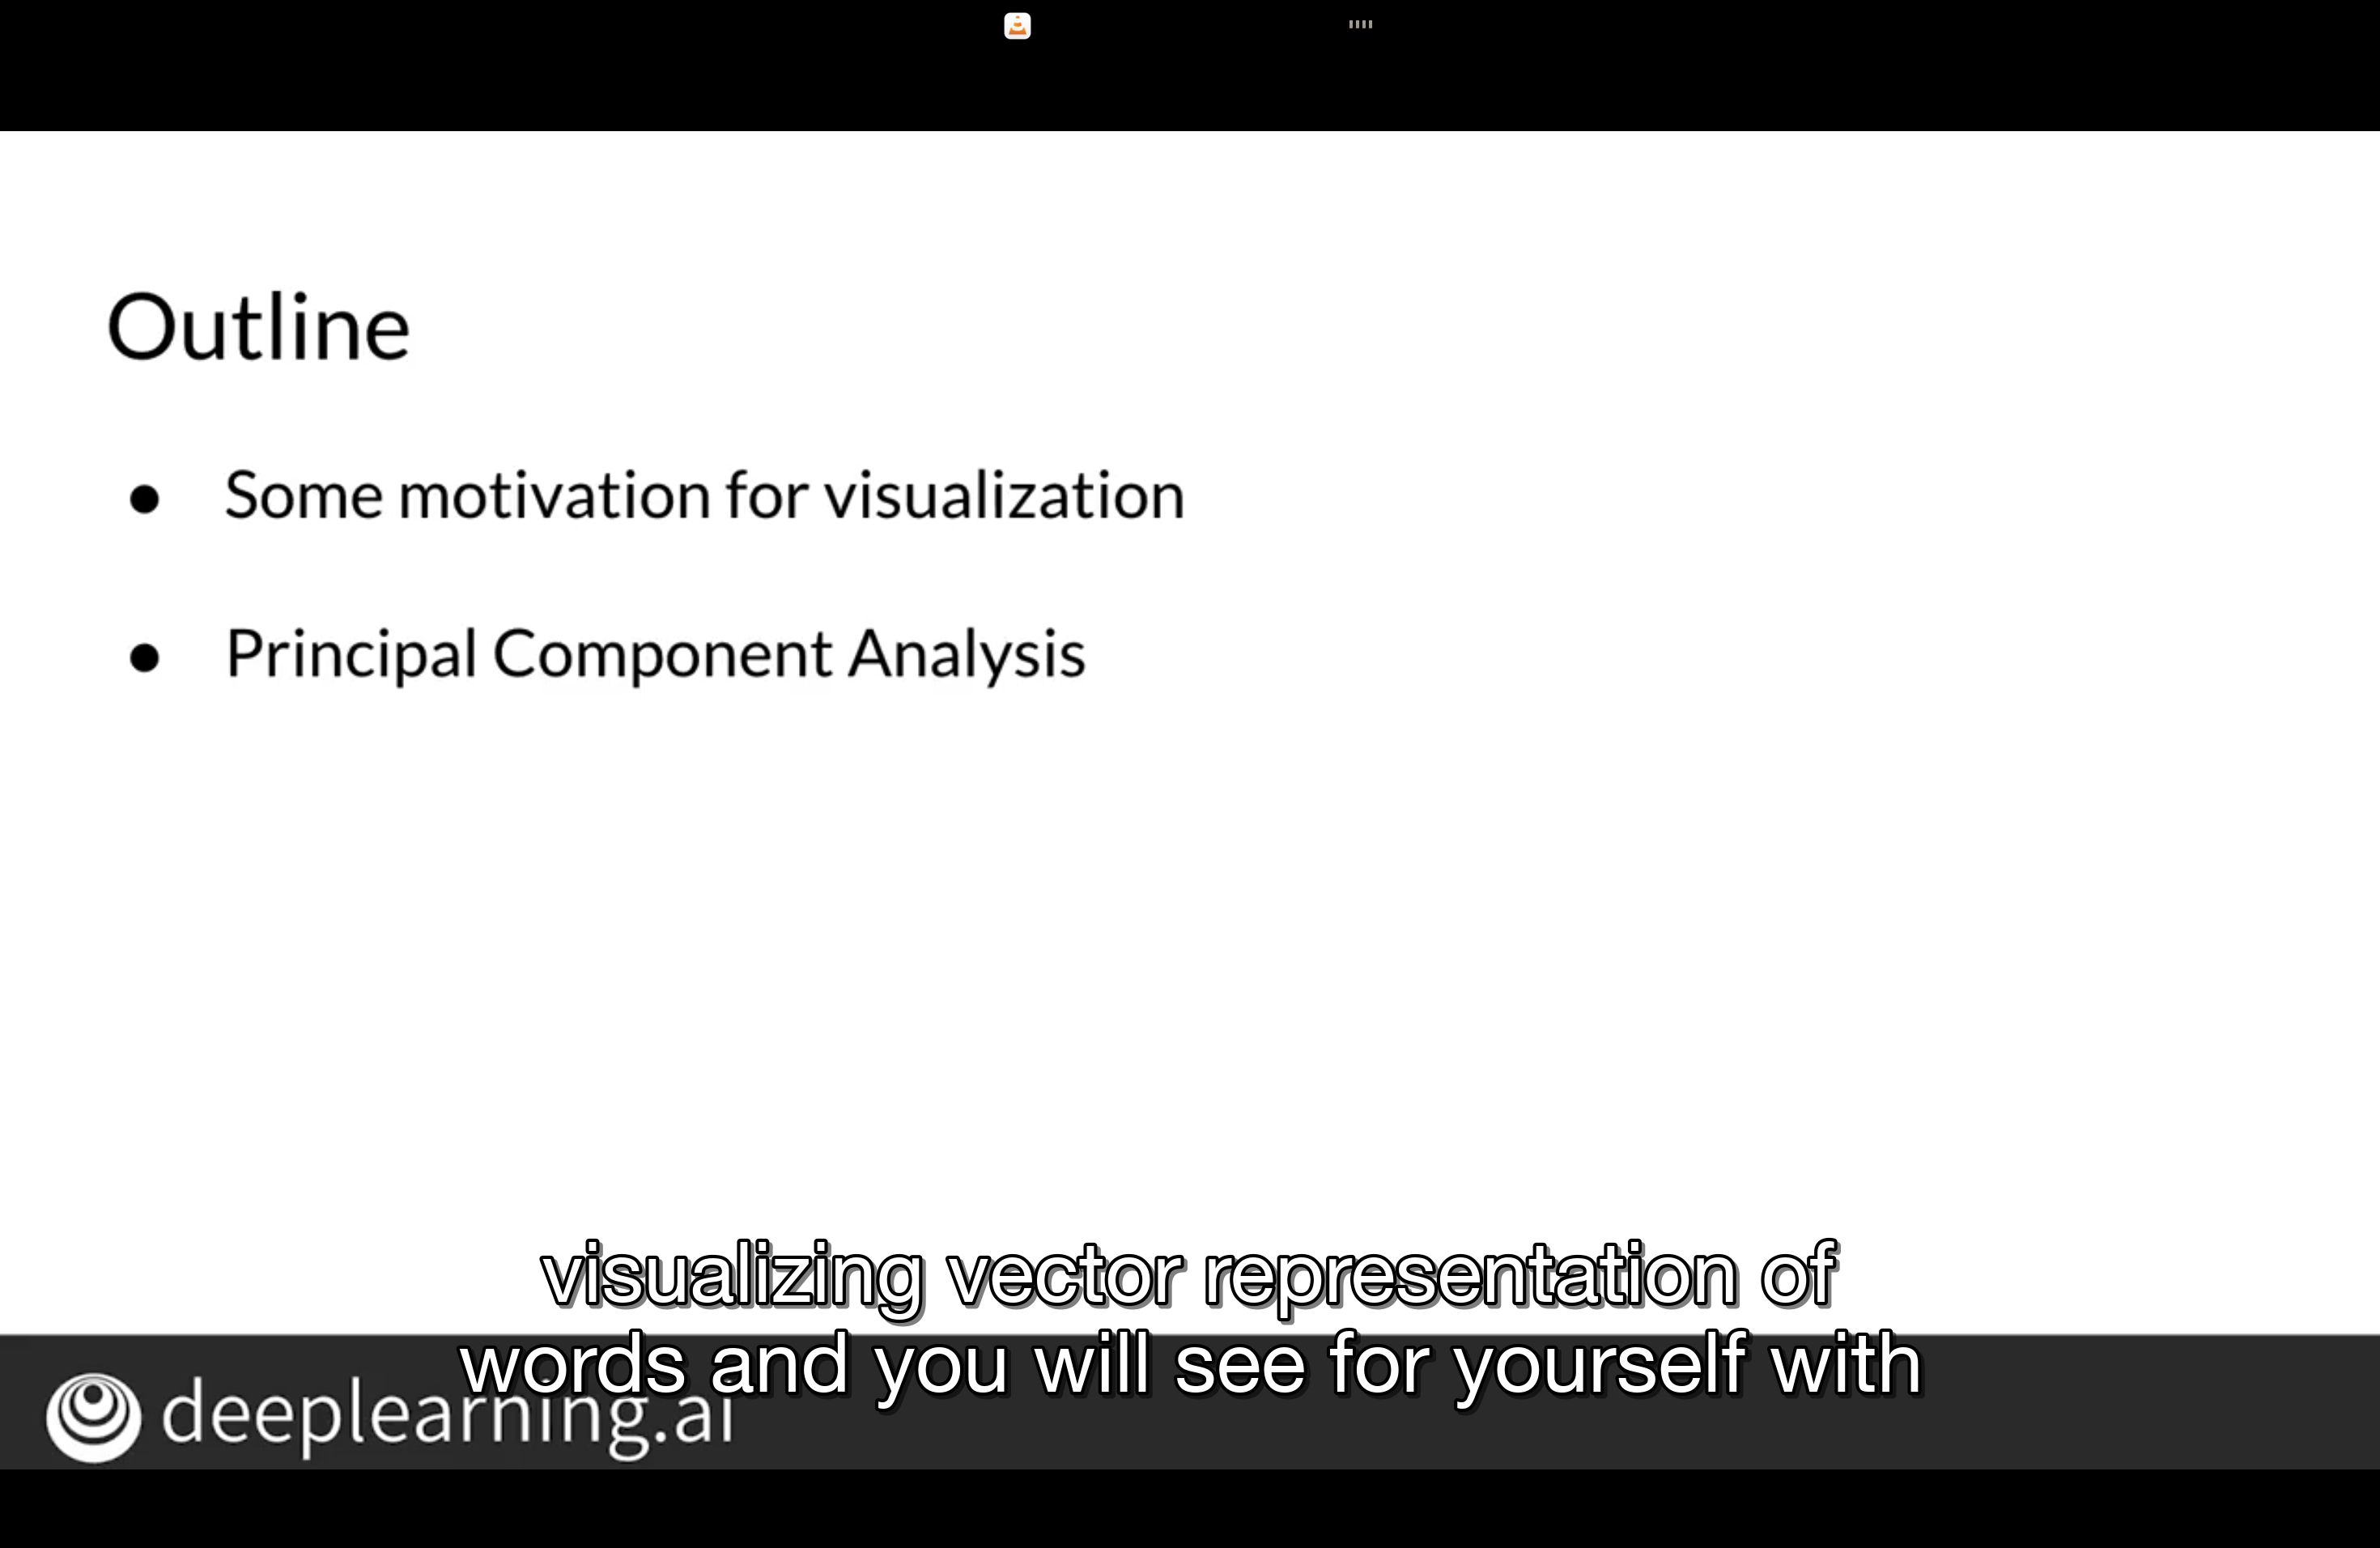 Outline
● Some motivation for visualization
● Principal Component Analysis
visualizing vector representation of
words and you will see for yourself with
deeplearning.ai